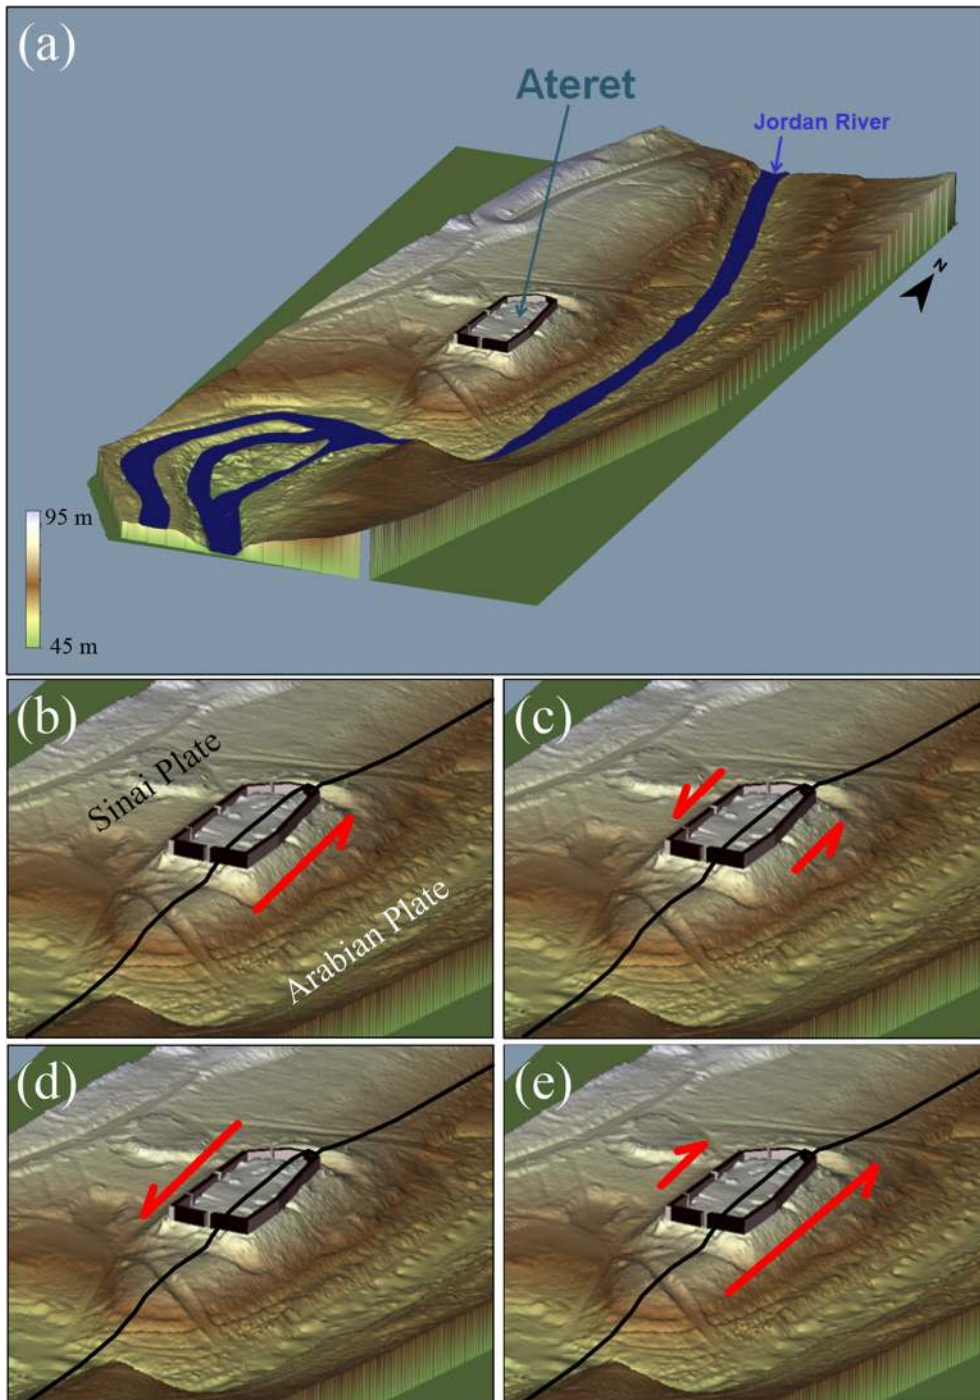 (a)
Ateret
Jordan River
N
95 m
45 m
(b)
Sinai Plate
Arabian Plate
(c)
(d)
(e)